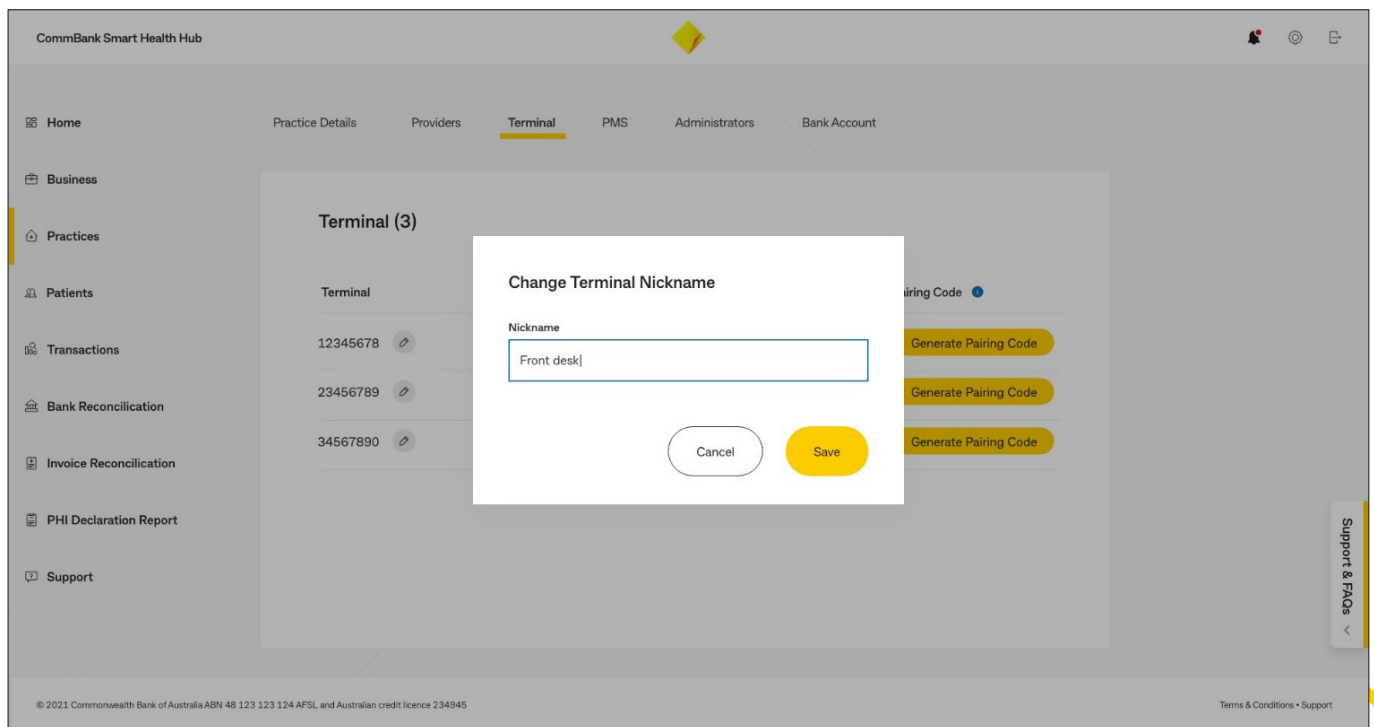 CommBank Smart Health Hub
Home
Practice Details Providers Terminal PMS Administrators Bank Account
Business
Practices
Patients
Transactions
Bank Reconcilication
Invoice Reconcilication
PHI Declaration Report
Support
Terminal (3)
Terminal
airing Code
12345678
Generate Pairing Code
23456789
Generate Pairing Code
34567890
Generate Pairing Code
Change Terminal Nickname
Nickname
Front desk
Cancel Save
Support & FAQs
© 2021 Commonwealth Bank of Australia ABN 48 123 123 124 AFSL and Australian credit licence 234945
Terms & Conditions • Support